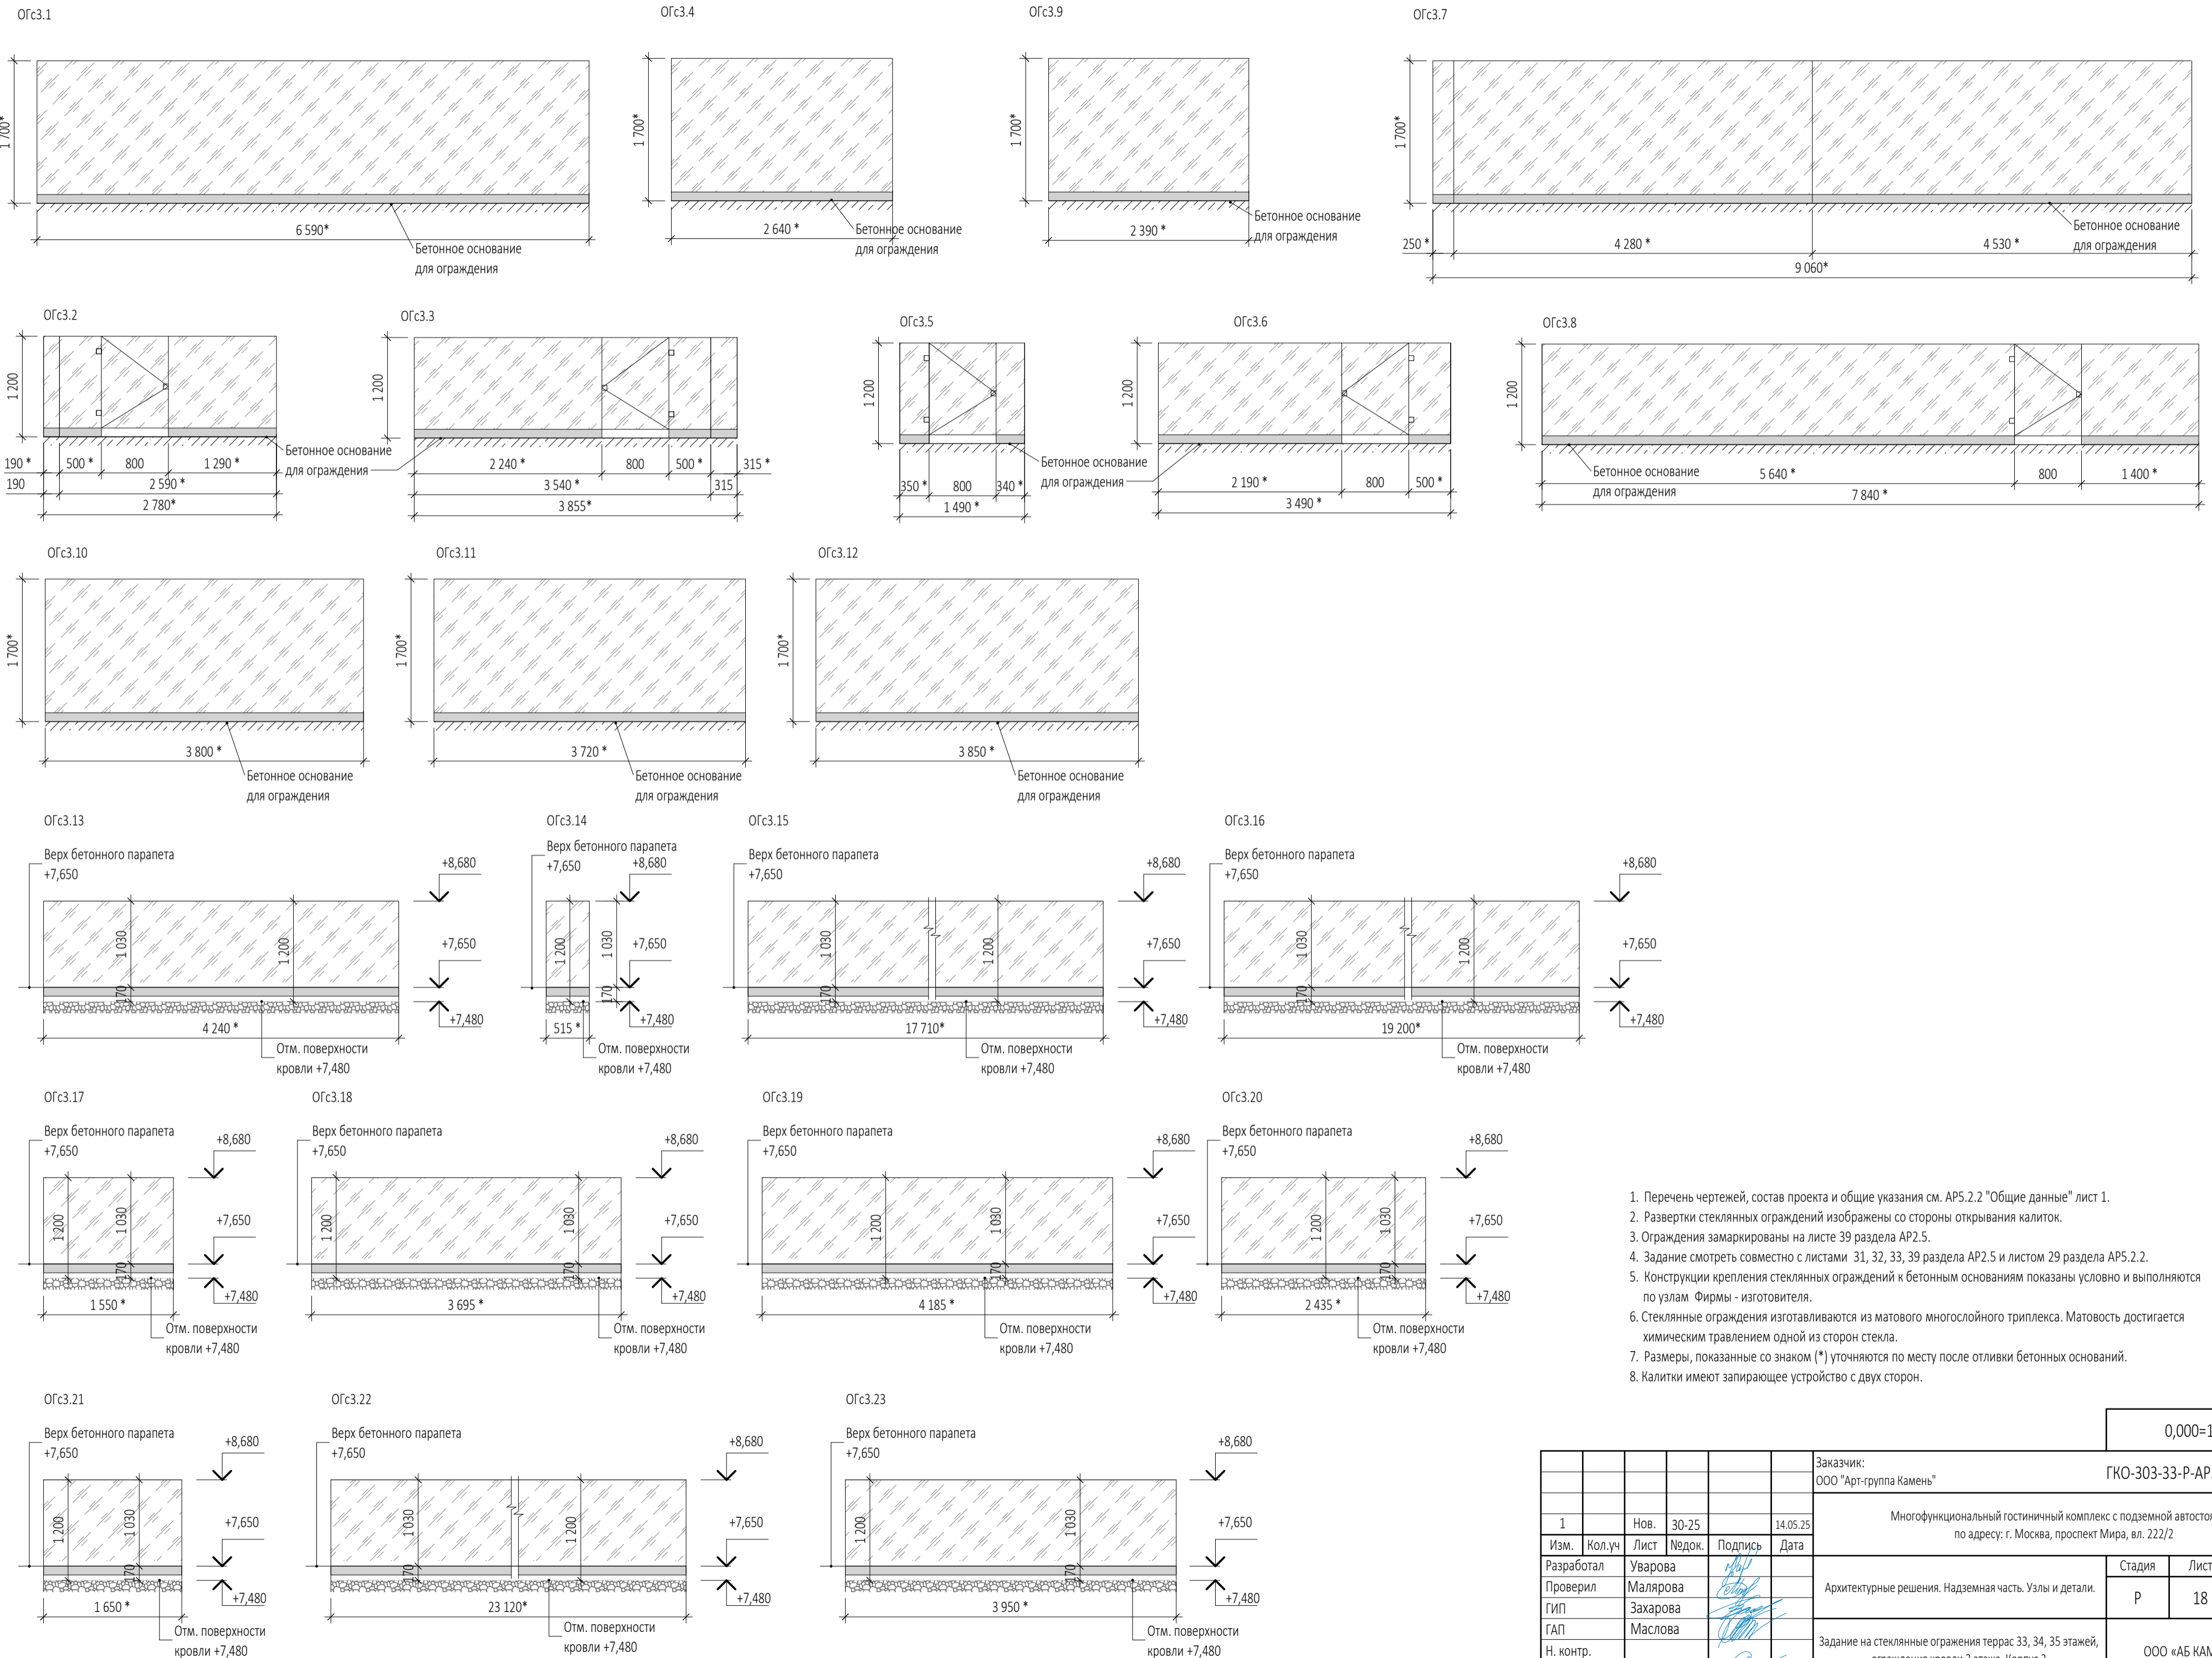 ОГс3.1
1 700*
6 590*
Бетонное основание
для ограждения
ОГс3.4
1 700*
2 640 *
Бетонное основание
для ограждения
ОГс3.9
1 700*
2 390 *
Бетонное основание
для ограждения
ОГс3.7
1 700*
250 *
4 280 *
4 530 *
9 060*
Бетонное основание
для ограждения
ОГс3.2
1 200
190 *
500 *
800
1 290 *
190
2 590 *
2 780*
Бетонное основание
для ограждения
ОГс3.3
1 200
2 240 *
800
500 *
315 *
3 540 *
315
3 855*
ОГс3.5
1 200
350 *
800
340 *
1 490 *
Бетонное основание
для ограждения
ОГс3.6
1 200
2 190 *
800
500 *
3 490 *
ОГс3.8
1 200
Бетонное основание
для ограждения
5 640 *
800
1 400 *
7 840 *
ОГс3.10
1 700*
3 800 *
Бетонное основание
для ограждения
ОГс3.11
1 700*
3 720 *
Бетонное основание
для ограждения
ОГс3.12
1 700*
3 850 *
Бетонное основание
для ограждения
ОГс3.13
Верх бетонного парапета
+7,650
1 030
1 200
170
+8,680
+7,650
+7,480
4 240 *
Отм. поверхности
кровли +7,480
ОГс3.14
Верх бетонного парапета
+7,650
1 200
1 030
170
+8,680
+7,650
+7,480
515 *
Отм. поверхности
кровли +7,480
ОГс3.15
Верх бетонного парапета
+7,650
1 030
1 200
170
+8,680
+7,650
+7,480
17 710*
Отм. поверхности
кровли +7,480
ОГс3.16
Верх бетонного парапета
+7,650
1 030
1 200
170
+8,680
+7,650
+7,480
19 200*
Отм. поверхности
кровли +7,480
ОГс3.17
Верх бетонного парапета
+7,650
1 200
1 030
170
+8,680
+7,650
+7,480
1 550 *
Отм. поверхности
кровли +7,480
ОГс3.18
Верх бетонного парапета
+7,650
1 200
1 030
170
+8,680
+7,650
+7,480
3 695 *
Отм. поверхности
кровли +7,480
ОГс3.19
Верх бетонного парапета
+7,650
1 200
1 030
170
+8,680
+7,650
+7,480
4 185 *
Отм. поверхности
кровли +7,480
ОГс3.20
Верх бетонного парапета
+7,650
1 200
1 030
170
+8,680
+7,650
+7,480
2 435 *
Отм. поверхности
кровли +7,480
ОГс3.21
Верх бетонного парапета
+7,650
1 200
1 030
170
+8,680
+7,650
+7,480
1 650 *
Отм. поверхности
кровли +7,480
ОГс3.22
Верх бетонного парапета
+7,650
1 030
1 200
170
+8,680
+7,650
+7,480
23 120*
Отм. поверхности
кровли +7,480
ОГс3.23
Верх бетонного парапета
+7,650
1 200
1 030
170
+8,680
+7,650
+7,480
3 950 *
Отм. поверхности
кровли +7,480
1. Перечень чертежей, состав проекта и общие указания см. АР5.2.2 "Общие данные" лист 1.
2. Развертки стеклянных ограждений изображены со стороны открывания калиток.
3. Ограждения замаркированы на листе 39 раздела АР2.5.
4. Задание смотреть совместно с листами 31, 32, 33, 39 раздела АР2.5 и листом 29 раздела АР5.2.2.
5. Конструкции крепления стеклянных ограждений к бетонным основаниям показаны условно и выполняются
по узлам Фирмы - изготовителя.
6. Стеклянные ограждения изготавливаются из матового многослойного триплекса. Матовость достигается
химическим травлением одной из сторон стекла.
7. Размеры, показанные со знаком (*) уточняются по месту после отливки бетонных оснований.
8. Калитки имеют запирающее устройство с двух сторон.
0,000=1
Заказчик:
ООО "Арт-группа Камень"
ГКО-303-33-Р-АР
Многофункциональный гостиничный комплекс с подземной автостоя
по адресу: г. Москва, проспект Мира, вл. 222/2
1 Нов. 30-25 14.05.25
Изм. Кол.уч Лист №док. Подпись Дата
Разработал Уварова
Проверил Малярова
ГИП Захарова
ГАП Маслова
Н. контр.
Архитектурные решения. Надземная часть. Узлы и детали.
Стадия Лист
Р 18
Задание на стеклянные огражения террас 33, 34, 35 этажей,
ООО «АБ КАМ